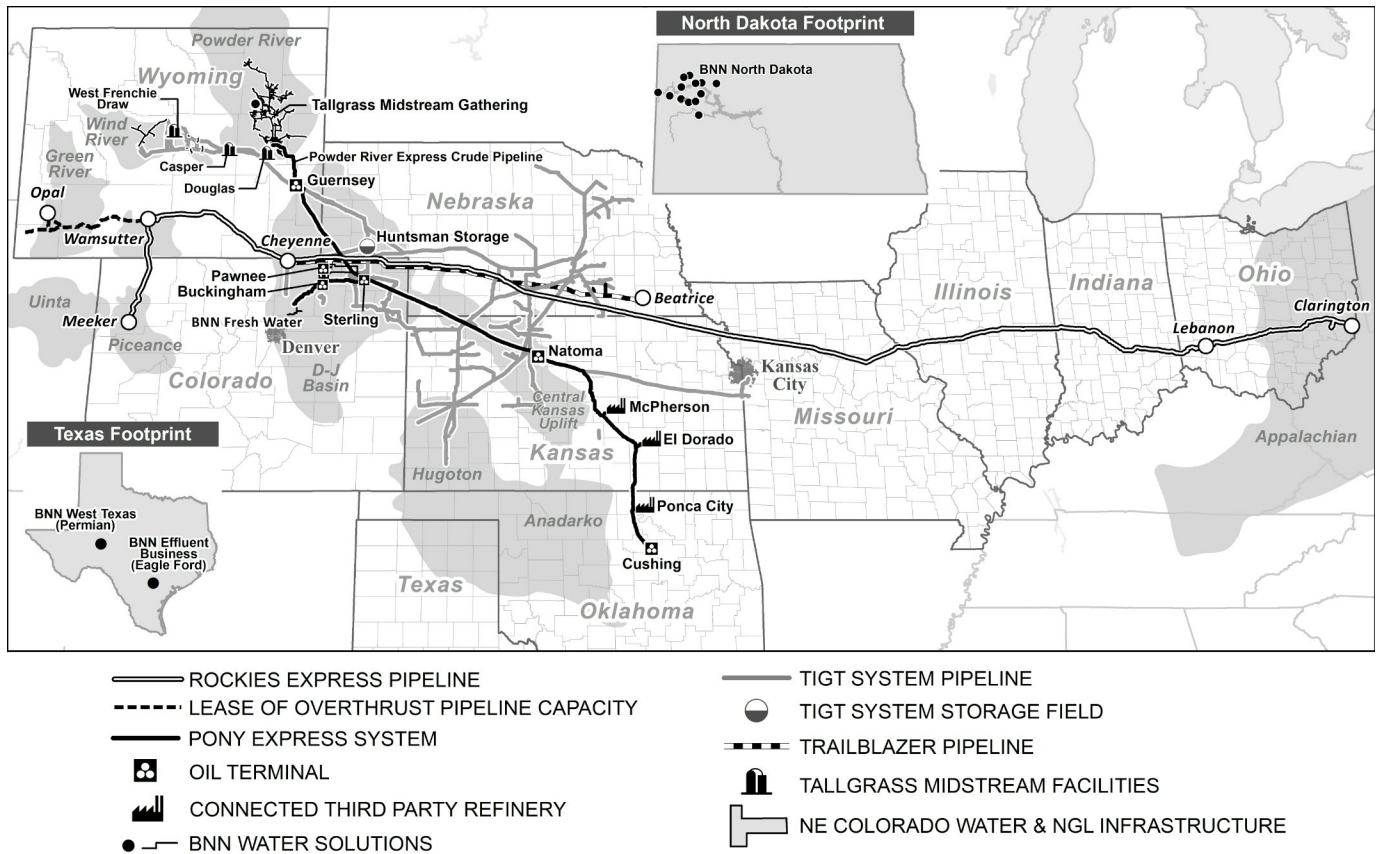 North Dakota Footprint
BNN North Dakota
Powder River
Wyoming
West Frenchie
Draw
Tallgrass Midstream Gathering
Wind
River
Green
River
Casper
Powder River Express Crude Pipeline
Douglas
Guernsey
Opal
Nebraska
Wamsutter
Cheyenne
Huntsman Storage
Pawnee
Buckingham
Beatrice
Uinta
Meeker
BNN Fresh Water
Sterling
Piceance
Denver
Natoma
Colorado
D-J
Basin
Illinois
Indiana
Ohio
Clarington
Lebanon
Kansas
City
Central
Kansas
Uplift
McPherson
Missouri
El Dorado
Kansas
Appalachian
Hugoton
Texas Footprint
BNN West Texas
(Permian)
BNN Effluent
Business
(Eagle Ford)
Anadarko
Ponca City
Cushing
Texas
Oklahoma
ROCKIES EXPRESS PIPELINE
LEASE OF OVERTHRUST PIPELINE CAPACITY
PONY EXPRESS SYSTEM
OIL TERMINAL
CONNECTED THIRD PARTY REFINERY
BNN WATER SOLUTIONS
TIGT SYSTEM PIPELINE
TIGT SYSTEM STORAGE FIELD
TRAILBLAZER PIPELINE
TALLGRASS MIDSTREAM FACILITIES
NE COLORADO WATER & NGL INFRASTRUCTURE